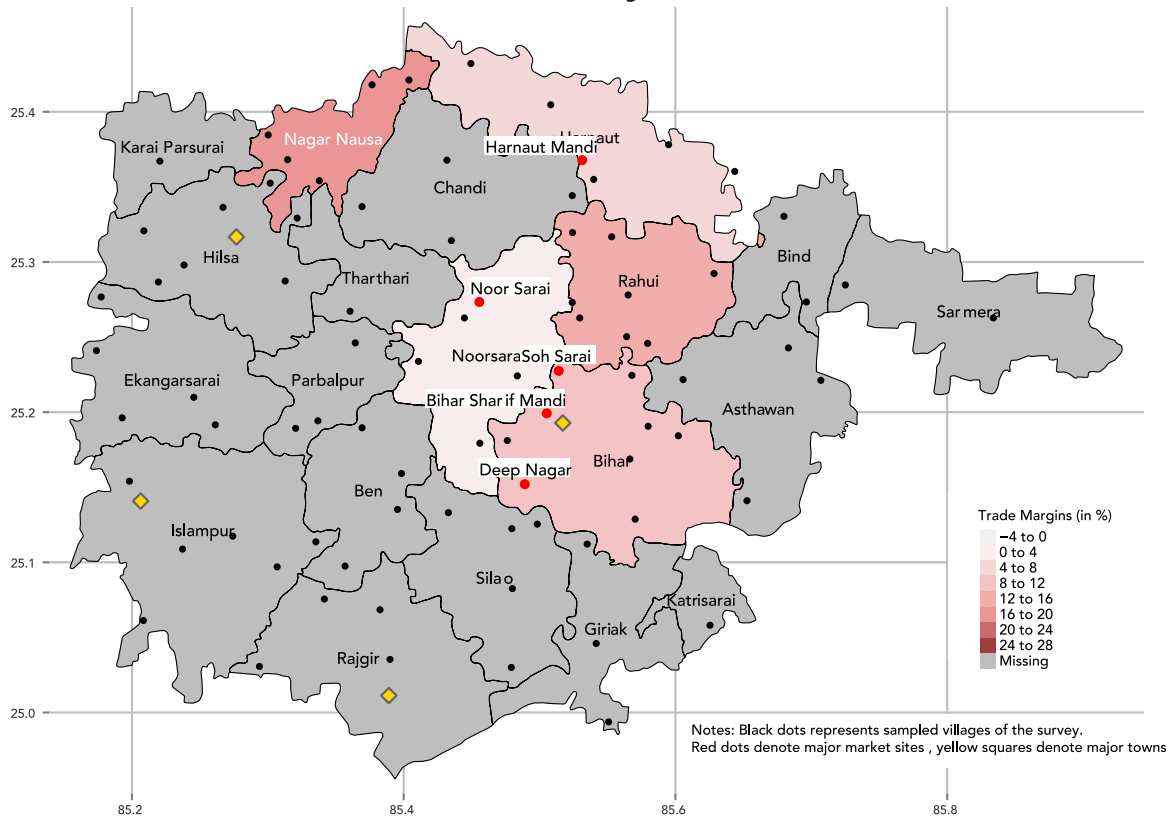 25.4
Karai Parsurai
Nagar Nausa
Harnaut
Harnaut Mandi
Chandi
25.3
Hilsa
Tharthari
Noor Sarai
Rahui
Bind
Sarmera
Ekangarsarai
Parbalpur
Noorsarai
Soh Sarai
25.2
Bihar Sharif Mandi
Asthawan
Deep Nagar
Bihar
Ben
Islampur
25.1
Silao
Katrisarai
Giriak
Rajgir
25.0
Trade Margins (in %)
−4 to 0
0 to 4
4 to 8
8 to 12
12 to 16
16 to 20
20 to 24
24 to 28
Missing
Notes: Black dots represents sampled villages of the survey.
Red dots denote major market sites , yellow squares denote major towns
85.2
85.4
85.6
85.8